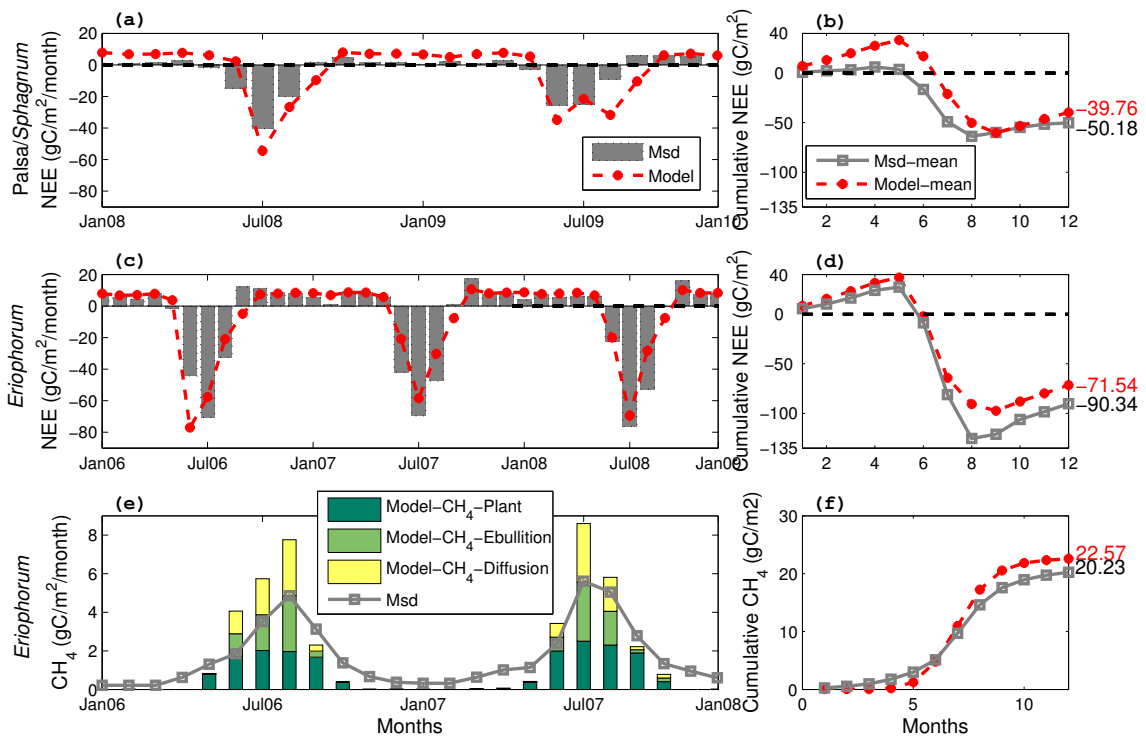 (a)
Palsa/Sphagnum
NEE (gC/m²/month)
20
0
−20
−40
−60
−80
Jan08
Jul08
Jan09
Jul09
Jan10
Msd
Model
(b)
Cumulative NEE (gC/m²)
50
0
−50
−100
−135
2
4
6
8
10
12
−39.76
−50.18
Msd−mean
Model−mean
(c)
Eriophorum
NEE (gC/m²/month)
20
0
−20
−40
−60
−80
Jan06
Jul06
Jan07
Jul07
Jan08
Jul08
Jan09
(d)
Cumulative NEE (gC/m²)
50
0
−50
−100
−135
2
4
6
8
10
12
−71.54
−90.34
(e)
Eriophorum
CH₄ (gC/m²/month)
8
6
4
2
0
Jan06
Jul06
Jan07
Jul07
Jan08
Months
Model−CH₄−Plant
Model−CH₄−Ebullition
Model−CH₄−Diffusion
Msd
(f)
Cumulative CH₄ (gC/m2)
30
20
10
0
0
5
10
Months
22.57
20.23